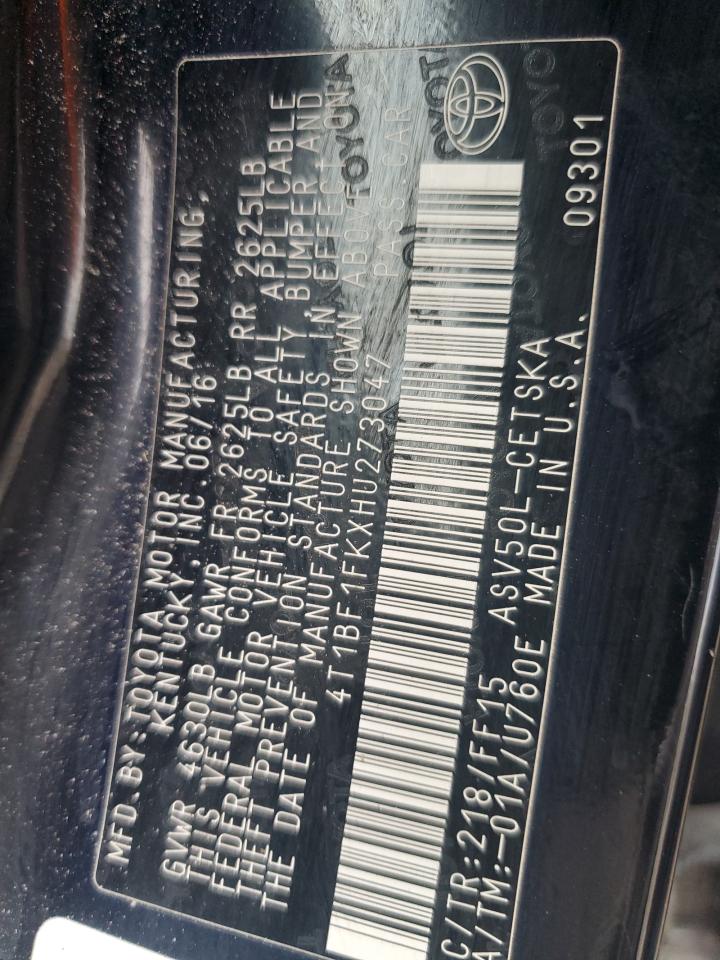 MFD.BY:TOYOTA MOTOR MANUFACTURING,
KENTUCKY, INC.06/16
GVWR 4630LB GAWR FR 2625LB RR 2625LB
THIS VEHICLE CONFORMS TO ALL APPLICABLE
FEDERAL MOTOR VEHICLE SAFETY, BUMPER, AND
THEFT PREVENTION STANDARDS IN EFFECT ON
THE DATE OF MANUFACTURE SHOWN ABOVE.
4T1BF1FKXHU273047 PASS.CAR
C/TR:218/FF15 ASV50L-CETSKA
A/TM:-01A/U760E MADE IN U.S.A.
09301
TOYOTA
TOYOTA
TOYOTA